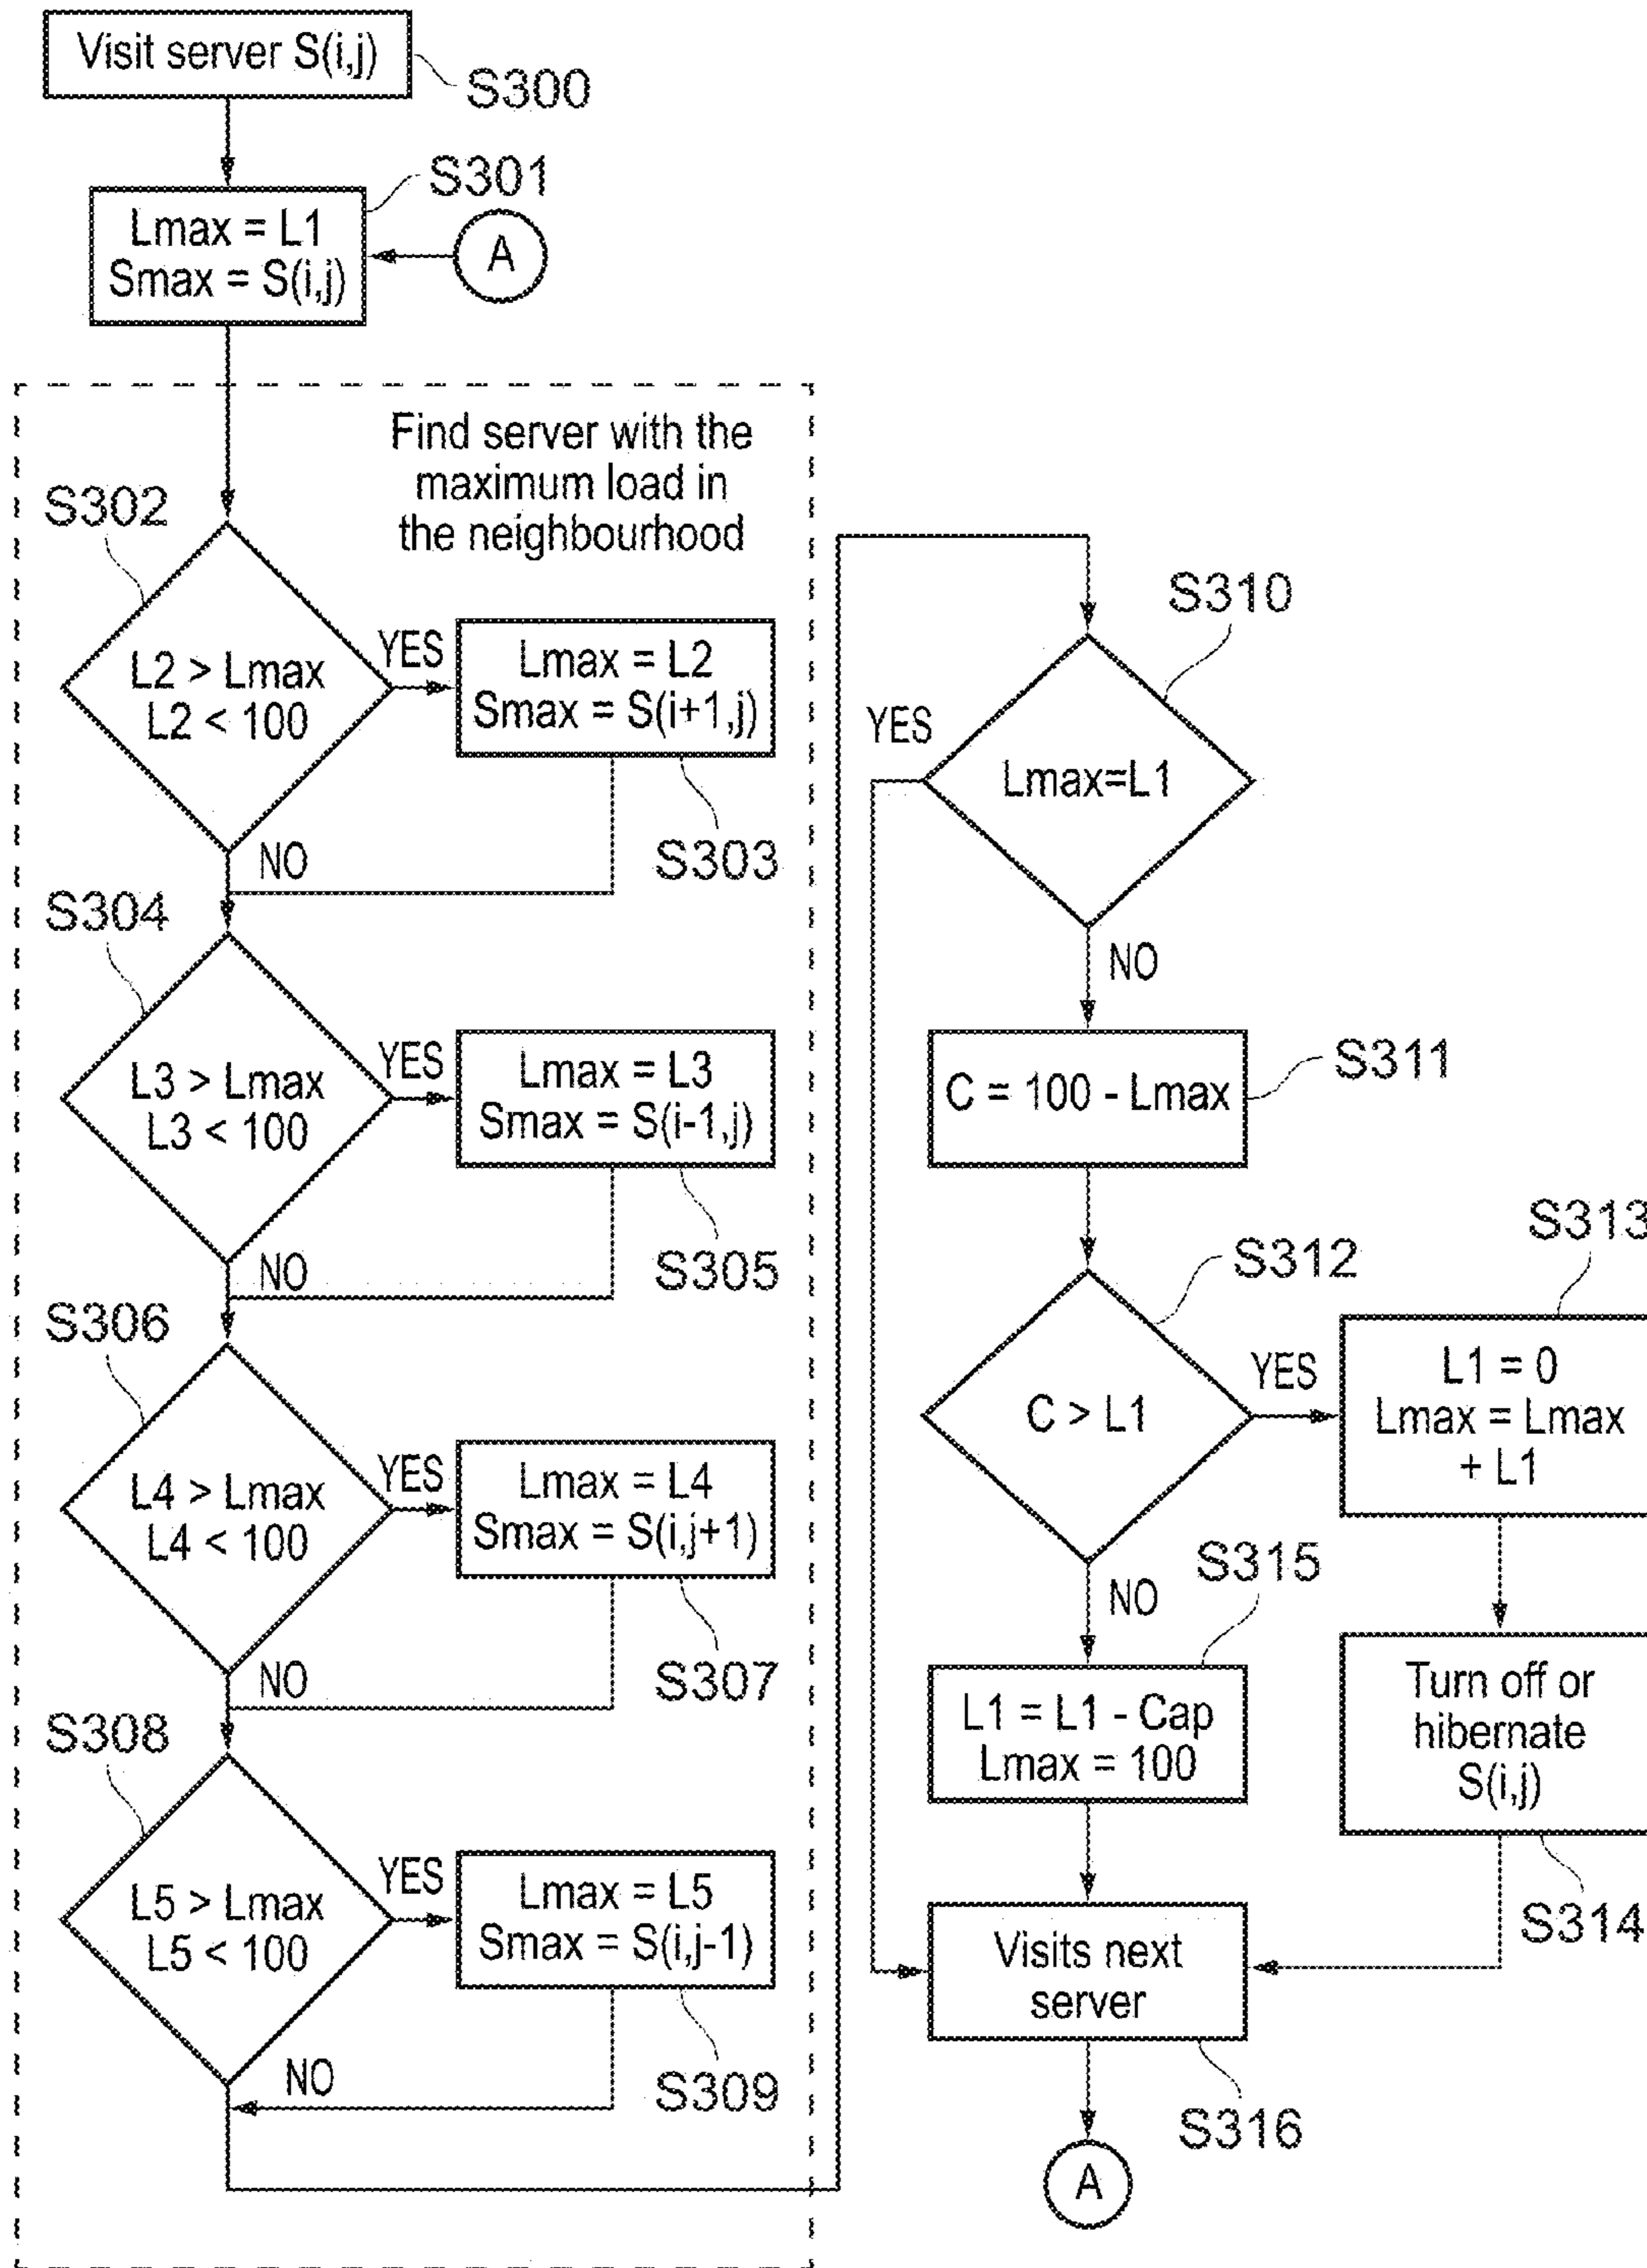 Visit server S(i,j)
S300
S301
Lmax = L1
Smax = S(i,j)
A
Find server with the
maximum load in
the neighbourhood
S302
L2 > Lmax
L2 < 100
YES
Lmax = L2
Smax = S(i+1,j)
NO
S303
S304
L3 > Lmax
L3 < 100
YES
Lmax = L3
Smax = S(i-1,j)
NO
S305
S306
L4 > Lmax
L4 < 100
YES
Lmax = L4
Smax = S(i,j+1)
NO
S307
S308
L5 > Lmax
L5 < 100
YES
Lmax = L5
Smax = S(i,j-1)
NO
S309
S310
YES
Lmax=L1
NO
C = 100 - Lmax
S311
S312
C > L1
YES
S313
L1 = 0
Lmax = Lmax
+ L1
NO
S315
L1 = L1 - Cap
Lmax = 100
Turn off or
hibernate
S(i,j)
S314
Visits next
server
S316
A